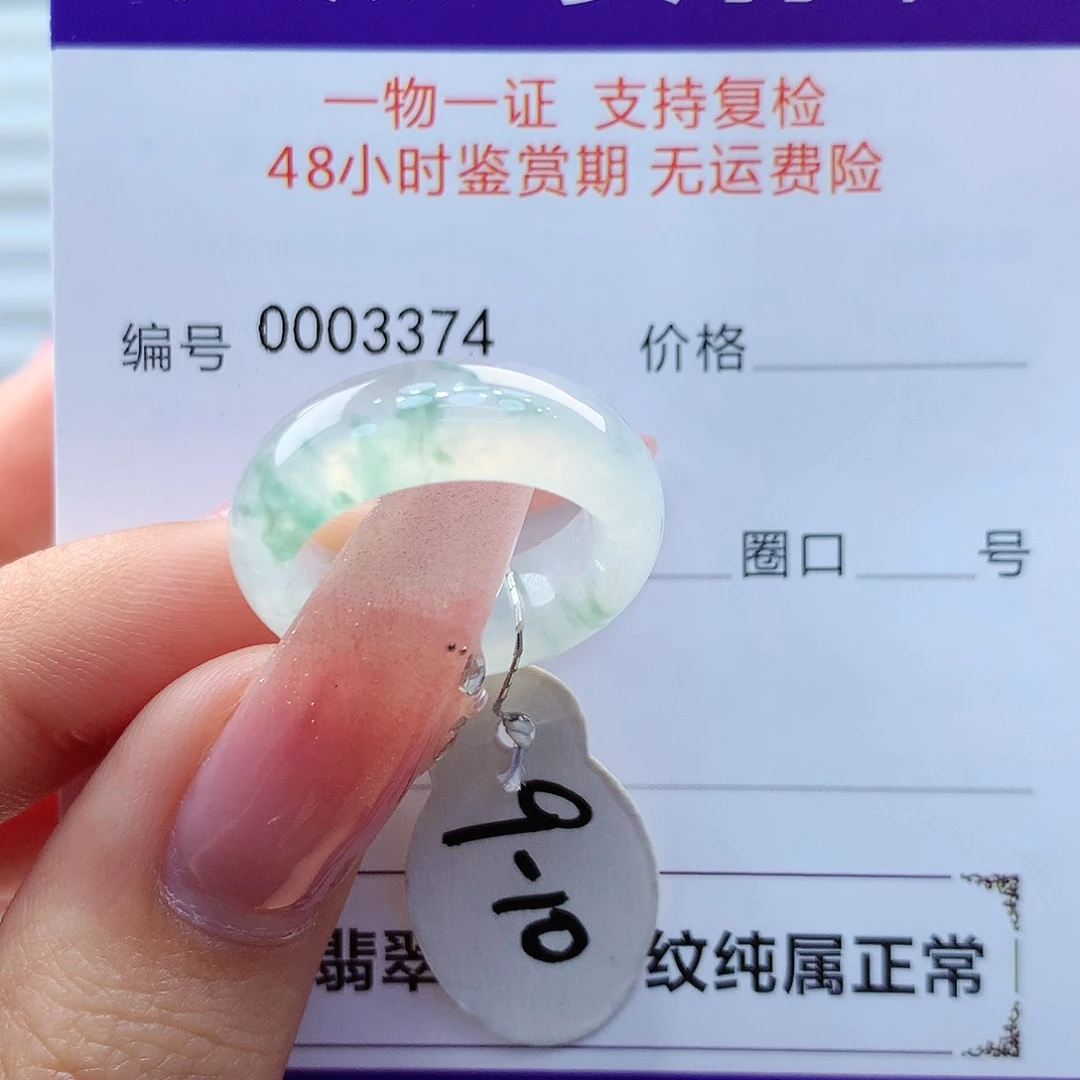 一物一证 支持复检
48小时鉴赏期 无运费险
编号 0003374 价格
圈口 号
9-10
翡翠 纹纯属正常